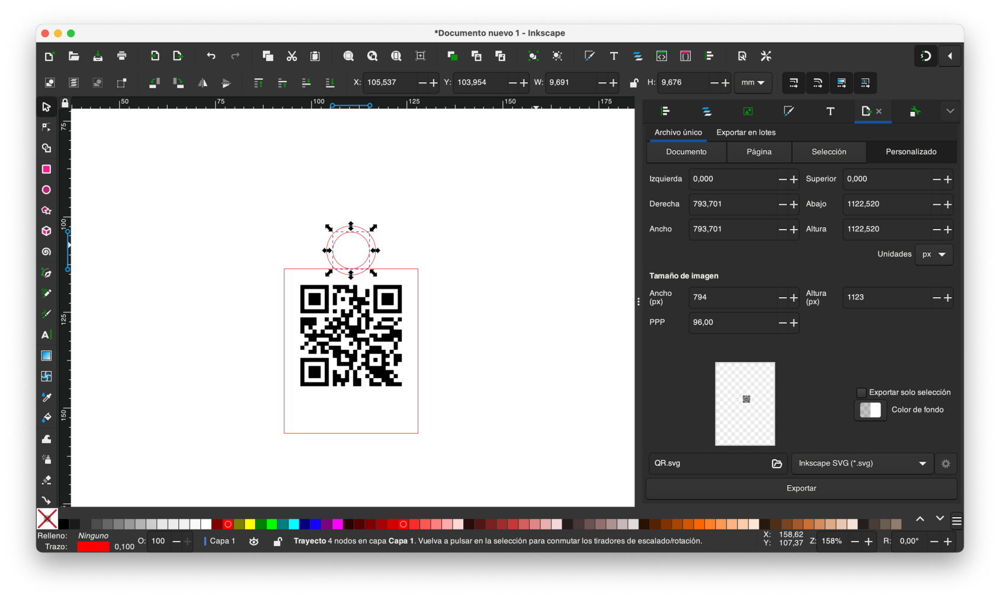 *Documento nuevo 1 - Inkscape
X: 105,537 Y: 103,954 W: 9,691 H: 9,676 mm
50 75 100 125 150 175
75
100
125
150
Archivo único Exportar en lotes
Documento Página Selección Personalizado
Izquierda 0,000 Superior 0,000
Derecha 793,701 Abajo 1122,520
Ancho 793,701 Altura 1122,520
Unidades px
Tamaño de imagen
Ancho (px) 794 Altura (px) 1123
PPP 96,00
Exportar solo selección
Color de fondo
QR.svg Inkscape SVG (*.svg)
Exportar
Relleno: Ninguno
Trazo: 0,100 O: 100 Capa 1 Trayecto 4 nodos en capa Capa 1. Vuelva a pulsar en la selección para conmutar los tiradores de escalado/rotación.
X: 158,62
Y: 107,37 Z: 158% R: 0,00°